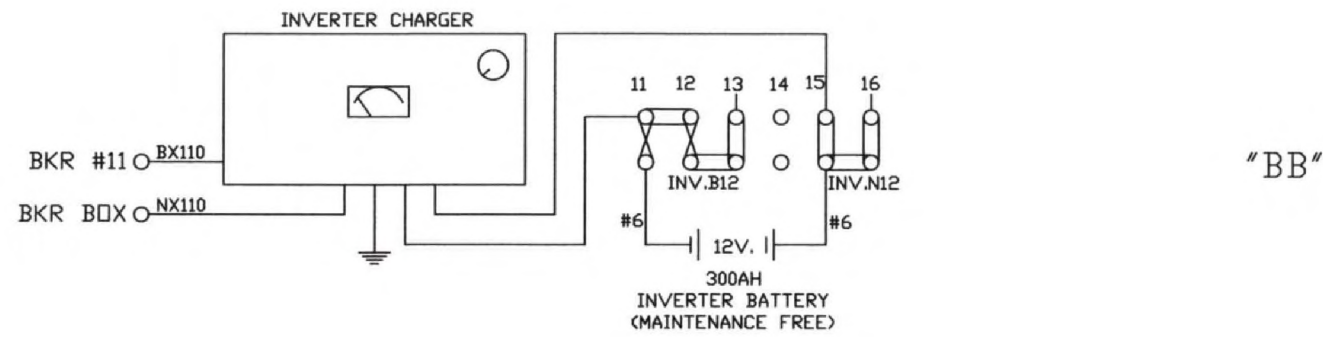 INVERTER CHARGER
11 12 13 14 15 16
BKR #11 BX110
"BB"
INV.B12 INV.N12
BKR BOX NX110
#6 #6
12V.
300AH
INVERTER BATTERY
(MAINTENANCE FREE)